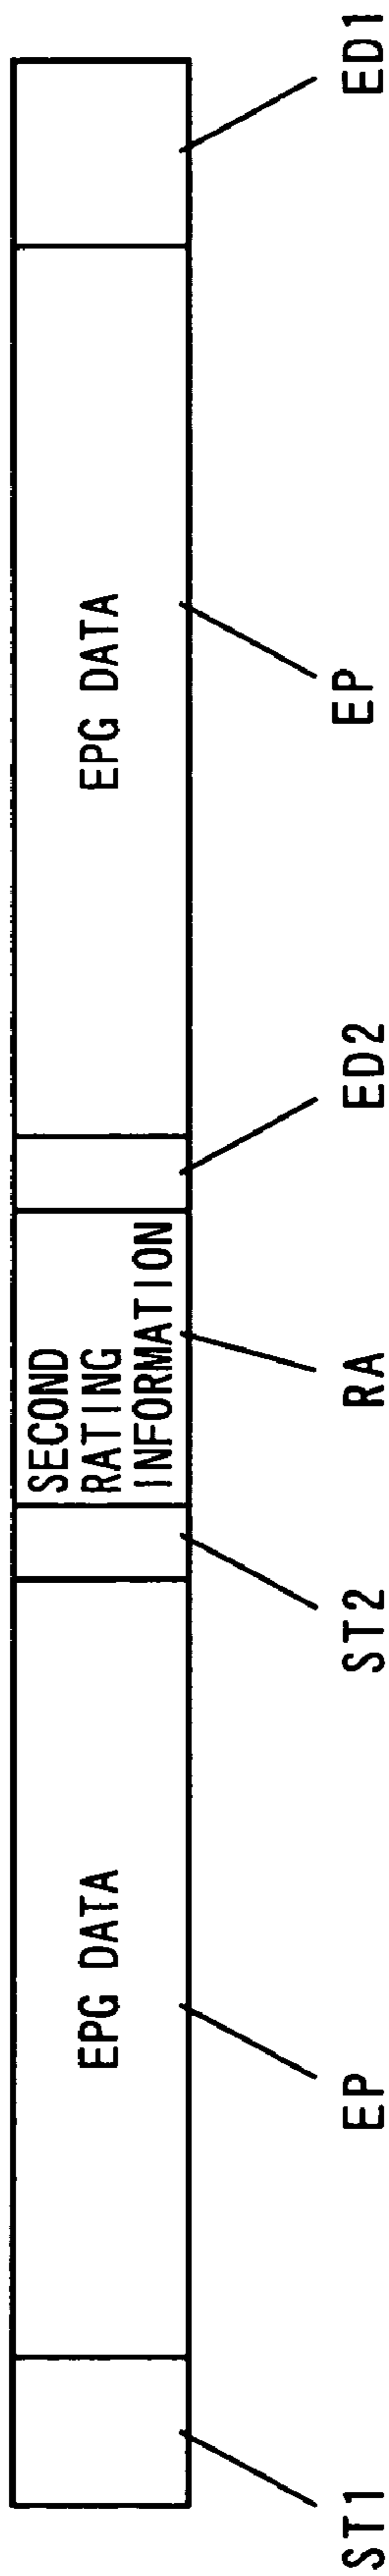 EPG DATA
SECOND
RATING
INFORMATION
EPG DATA
ST1
EP
ST2
RA
ED2
EP
ED1